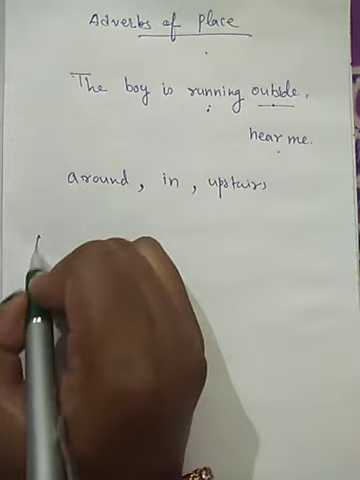 Adverbs of place
The boy is running outside.
near me.
around, in, upstairs